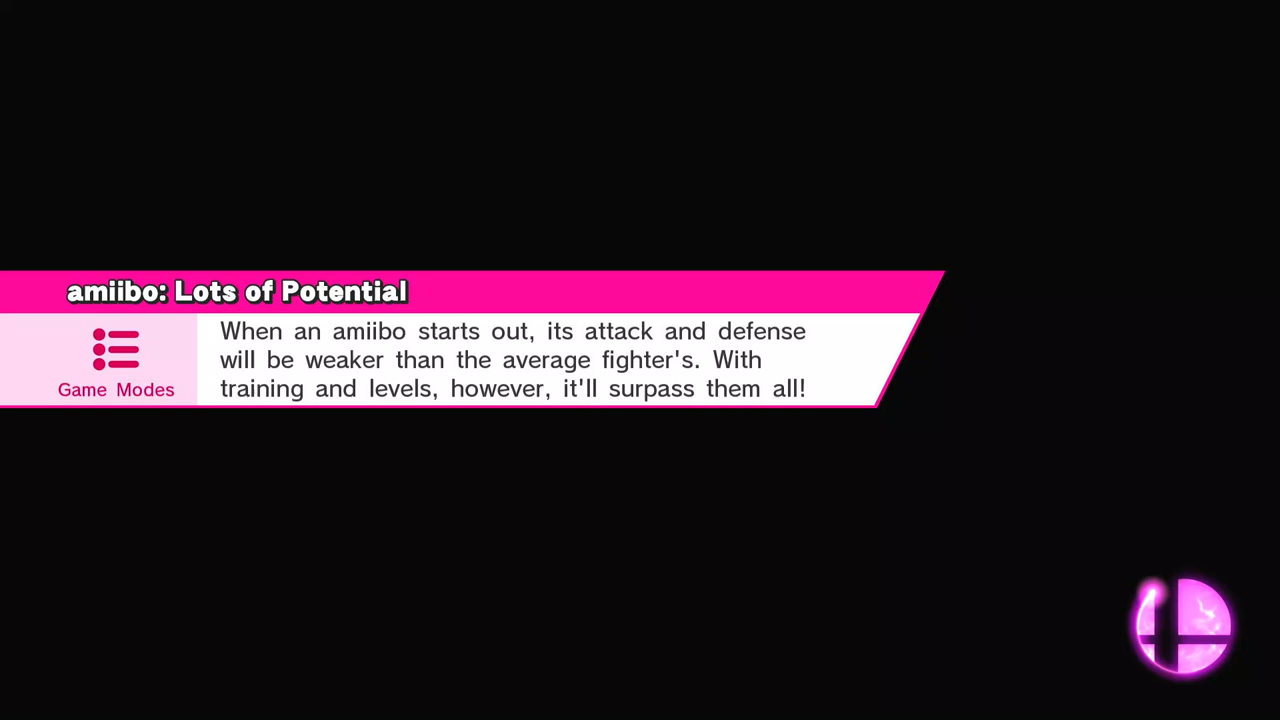 amiibo: Lots of Potential
Game Modes
When an amiibo starts out, its attack and defense
will be weaker than the average fighter's. With
training and levels, however, it'll surpass them all!